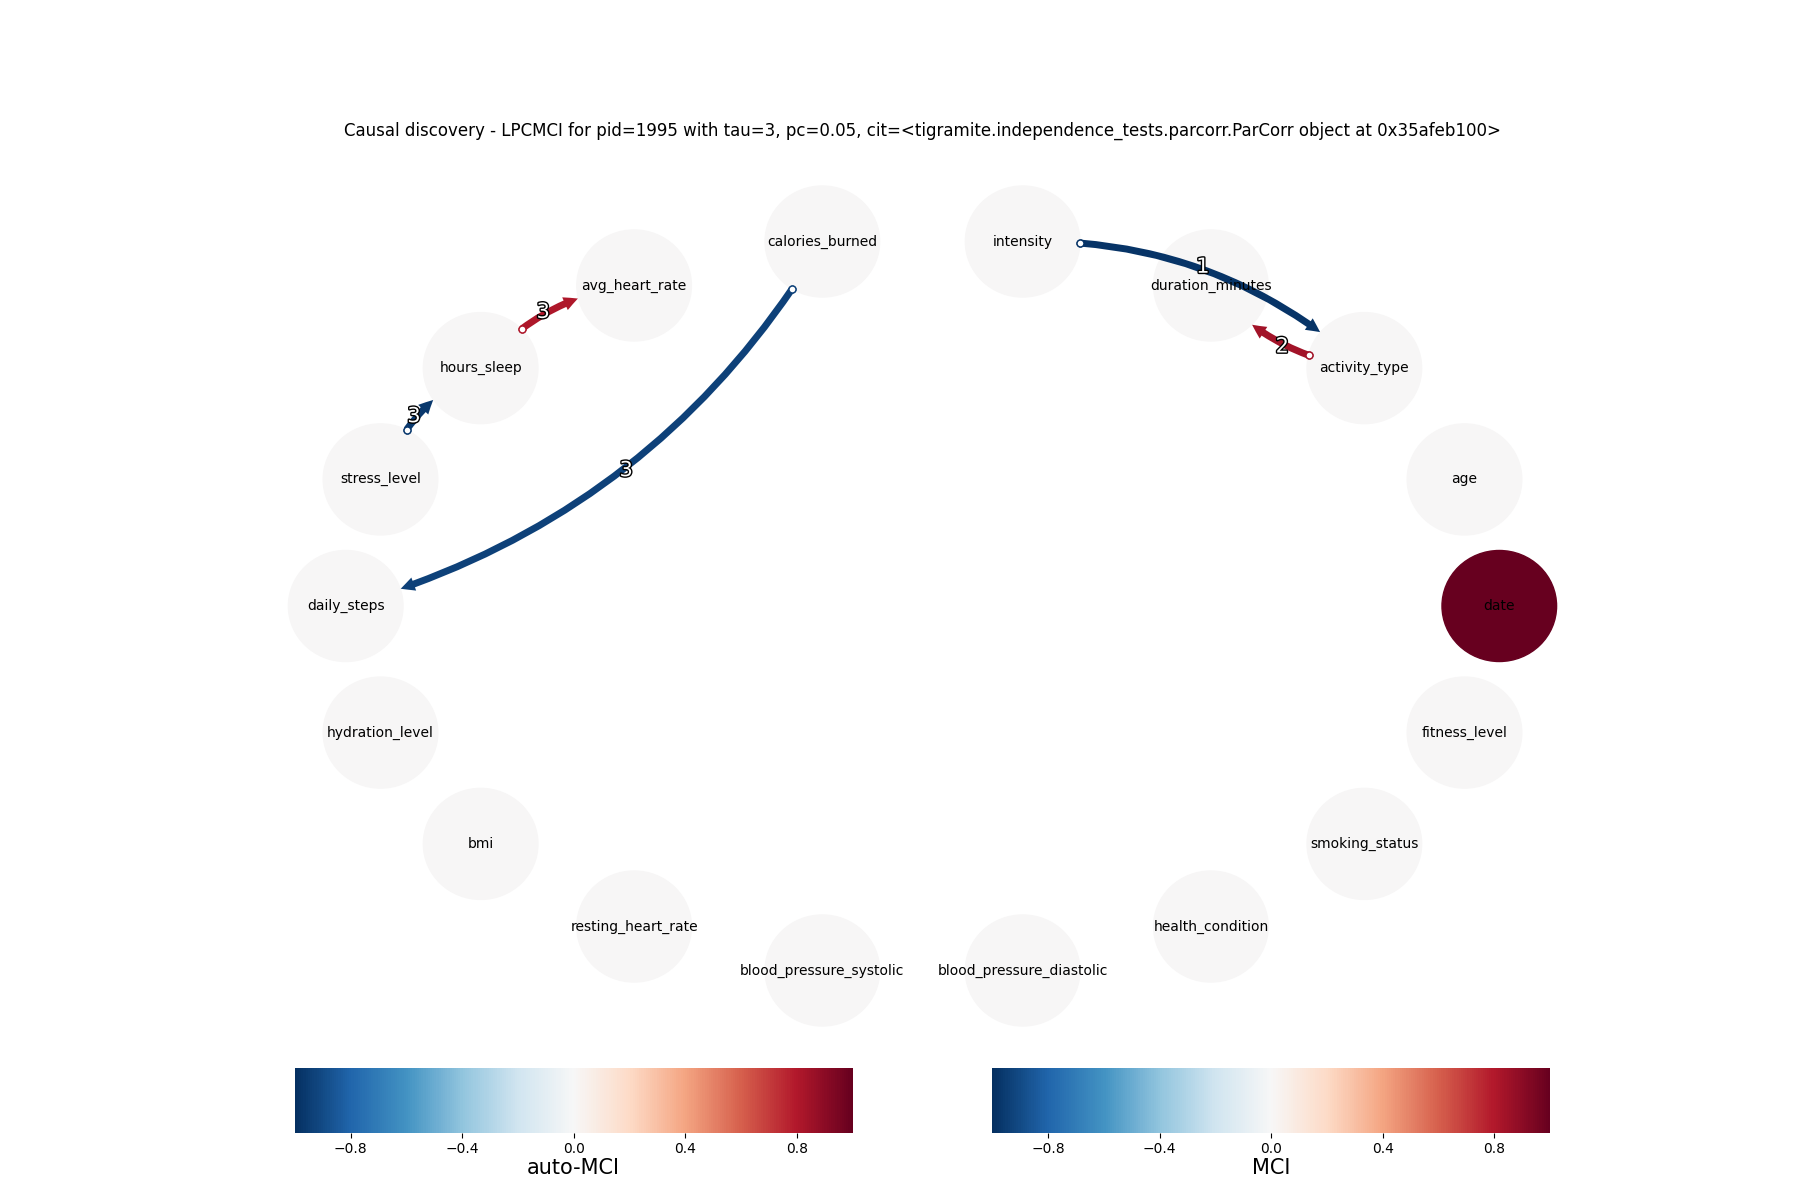 Causal discovery - LPCMCI for pid=1995 with tau=3, pc=0.05, cit=<tigramite.independence_tests.parcorr.ParCorr object at 0x35afeb100>
calories_burned
intensity
1
avg_heart_rate
duration_minutes
3
2
hours_sleep
activity_type
3
3
stress_level
age
daily_steps
date
hydration_level
fitness_level
bmi
smoking_status
resting_heart_rate
health_condition
blood_pressure_systolic
blood_pressure_diastolic
−0.8 −0.4 0.0 0.4 0.8
auto-MCI
−0.8 −0.4 0.0 0.4 0.8
MCI